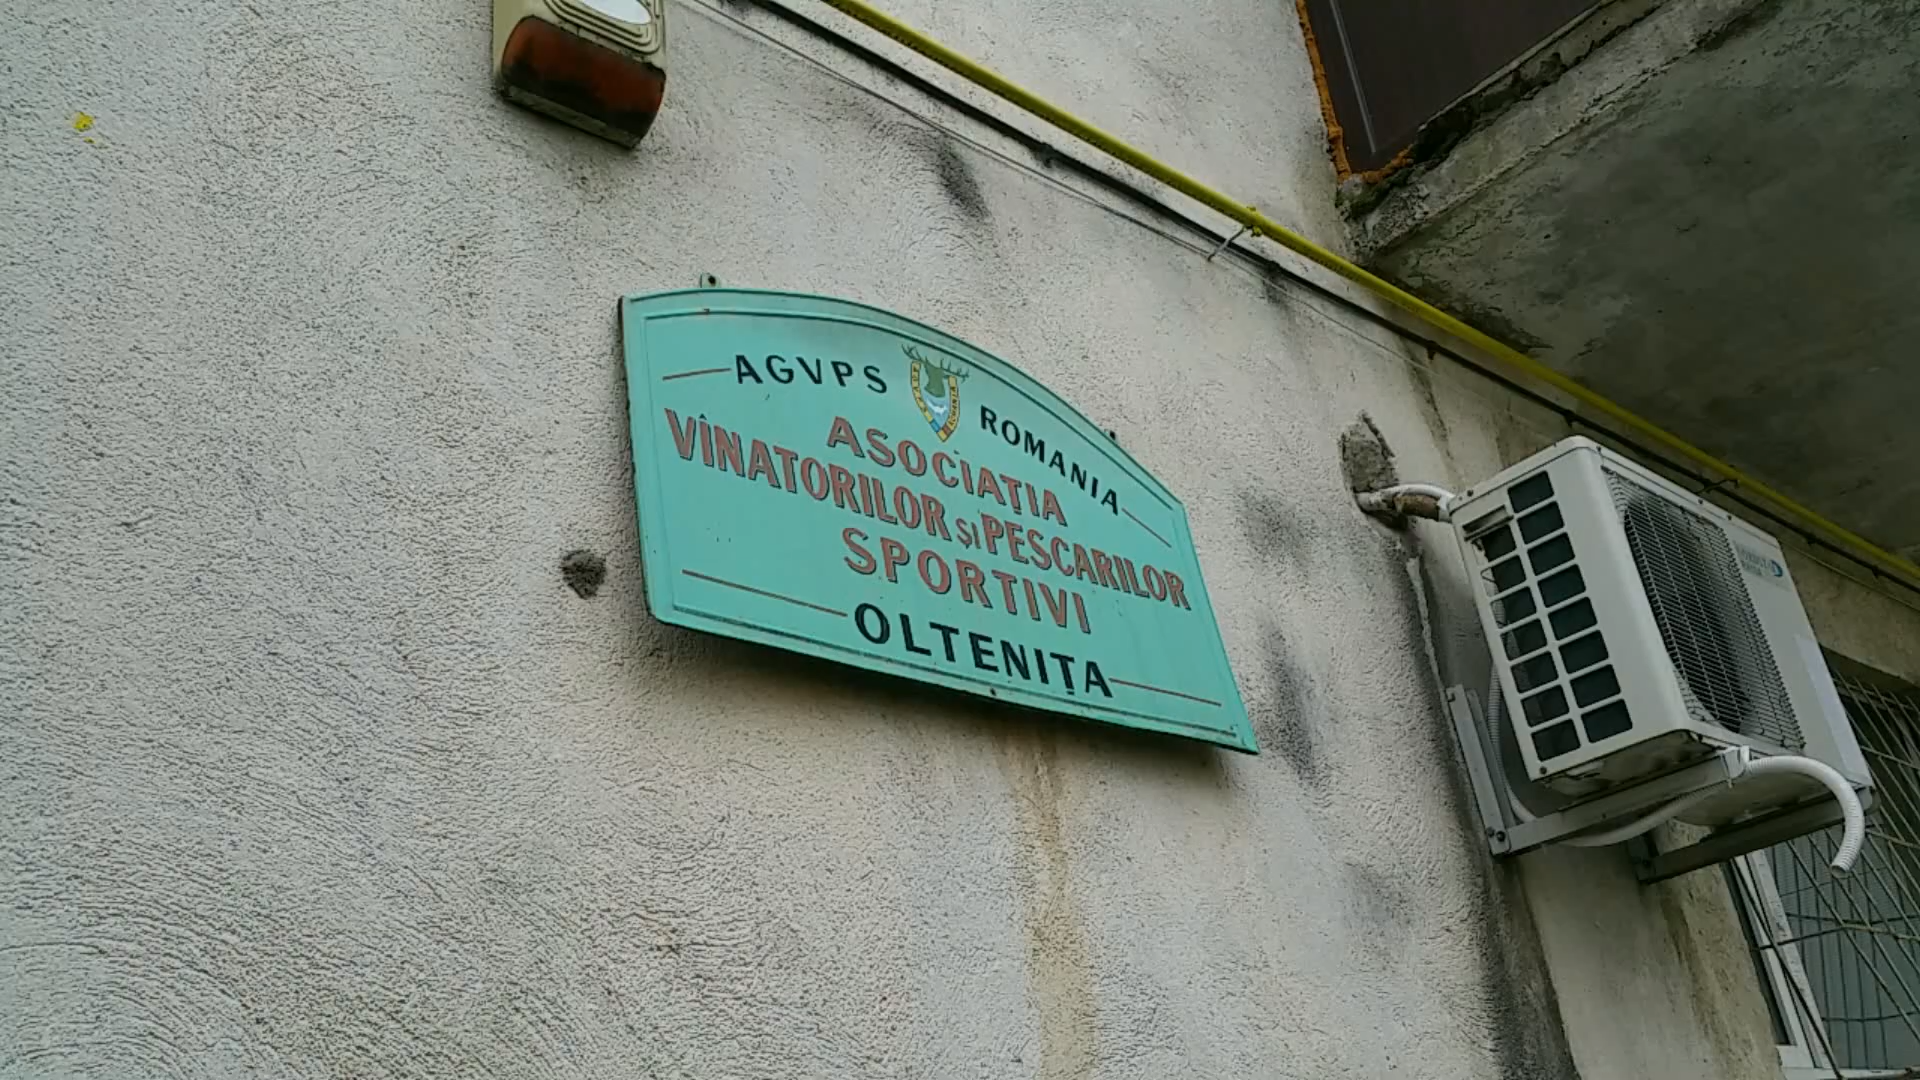 AGVPS ROMANIA
ASOCIAȚIA
VÎNATORILOR ȘI PESCARILOR
SPORTIVI
OLTENIȚA